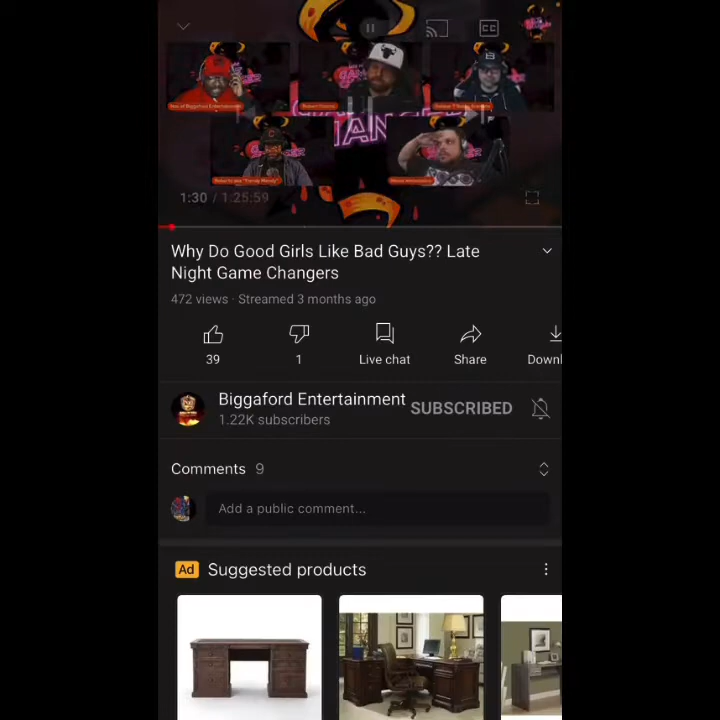 CC
1:30 / 1:25:59
Why Do Good Girls Like Bad Guys?? Late
Night Game Changers
472 views · Streamed 3 months ago
39
1
Live chat
Share
Downl
Biggaford Entertainment
1.22K subscribers
SUBSCRIBED
Comments 9
Add a public comment...
Ad Suggested products